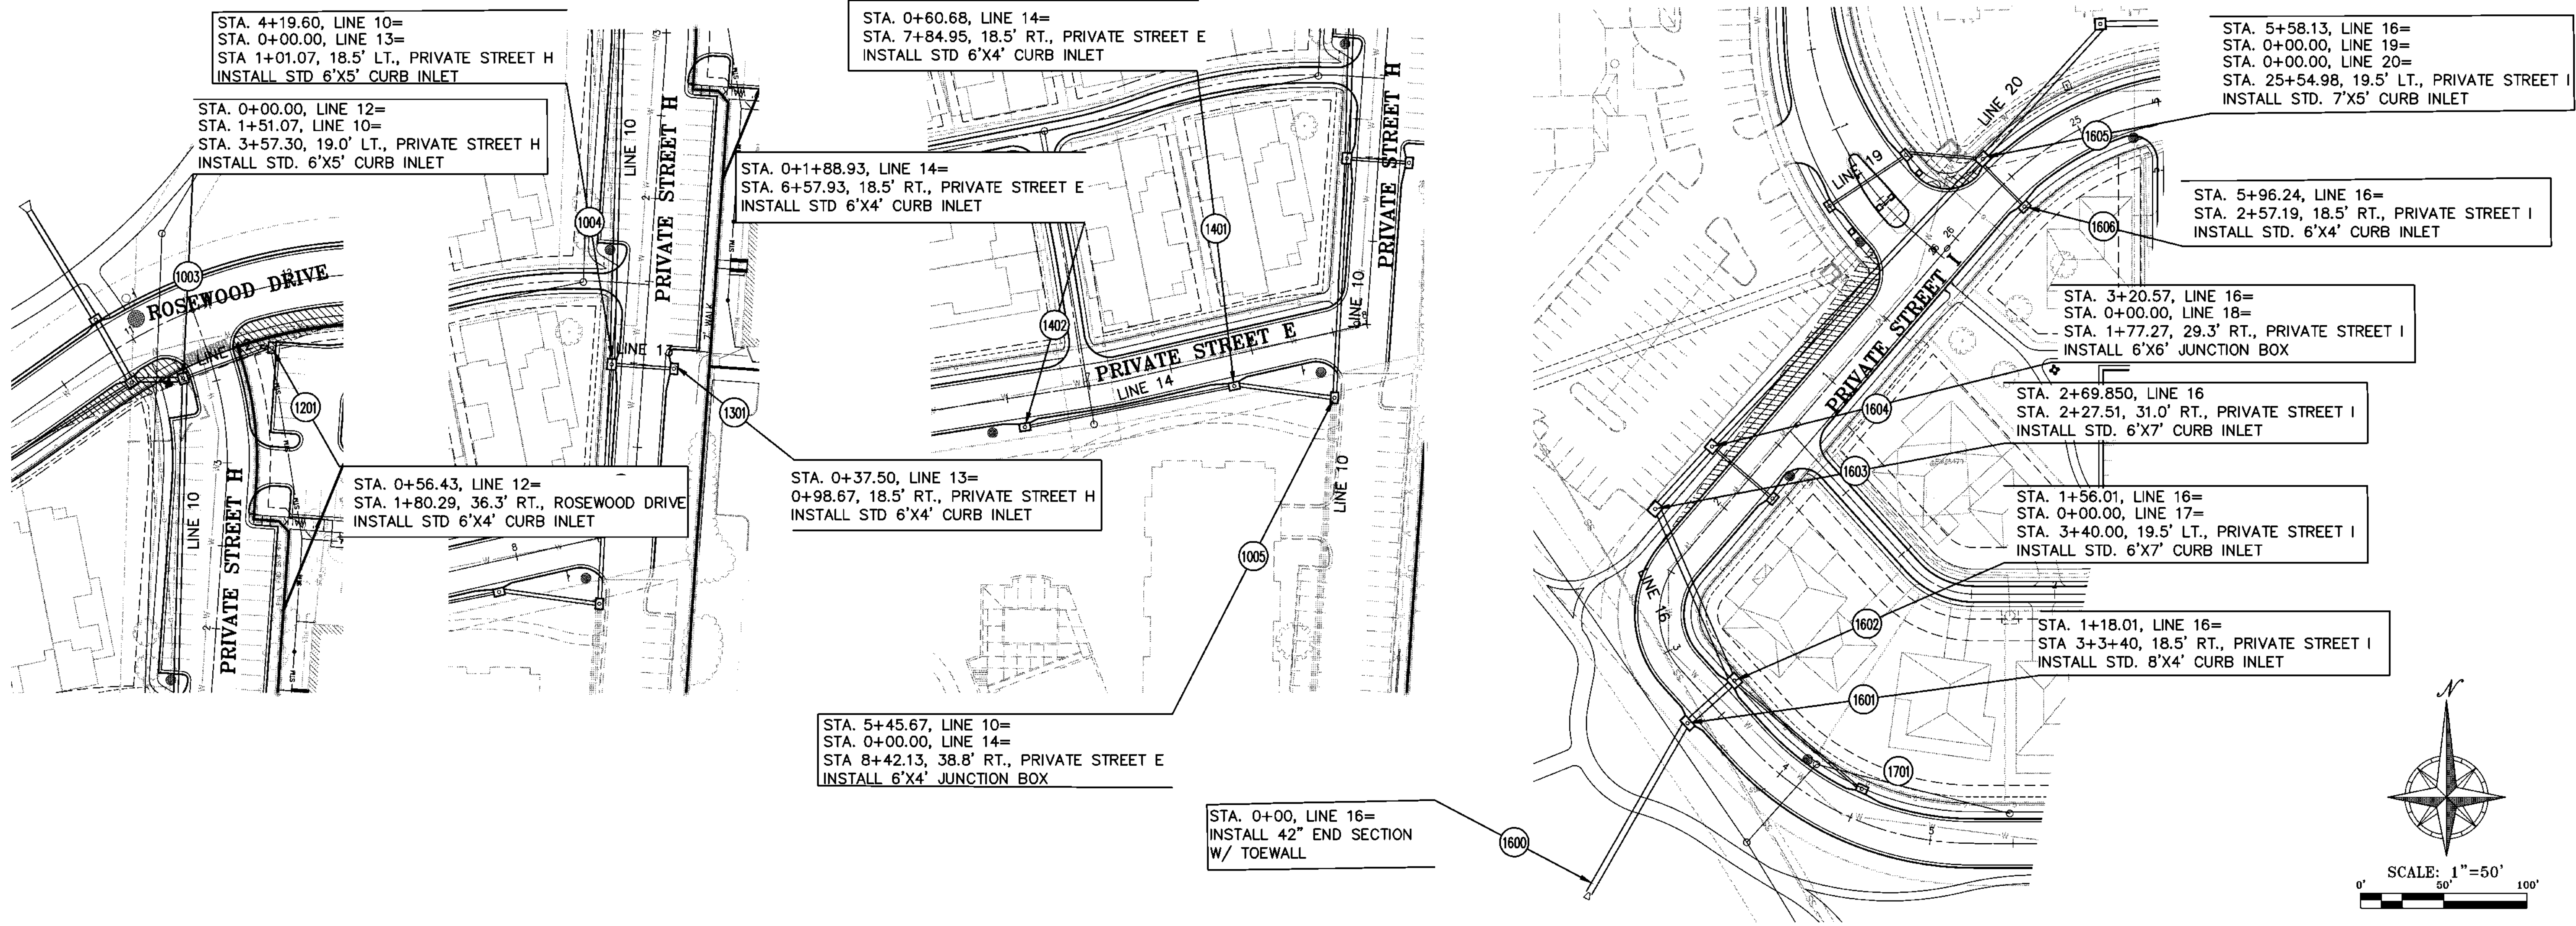 STA. 4+19.60, LINE 10=
STA. 0+00.00, LINE 13=
STA 1+01.07, 18.5' LT., PRIVATE STREET H
INSTALL STD 6'X5' CURB INLET
STA. 0+00.00, LINE 12=
STA. 1+51.07, LINE 10=
STA. 3+57.30, 19.0' LT., PRIVATE STREET H
INSTALL STD. 6'X5' CURB INLET
1003
ROSEWOOD DRIVE
LINE 12
1201
LINE 10
PRIVATE STREET H
STA. 0+56.43, LINE 12=
STA. 1+80.29, 36.3' RT., ROSEWOOD DRIVE
INSTALL STD 6'X4' CURB INLET
1004
LINE 10
PRIVATE STREET H
7' WALK
LINE 13
1301
STA. 0+37.50, LINE 13=
0+98.67, 18.5' RT., PRIVATE STREET H
INSTALL STD 6'X4' CURB INLET
STA. 0+60.68, LINE 14=
STA. 7+84.95, 18.5' RT., PRIVATE STREET E
INSTALL STD 6'X4' CURB INLET
STA. 0+1+88.93, LINE 14=
STA. 6+57.93, 18.5' RT., PRIVATE STREET E
INSTALL STD 6'X4' CURB INLET
1401
1402
PRIVATE STREET H
LINE 10
PRIVATE STREET E
LINE 14
LINE 10
1005
STA. 5+45.67, LINE 10=
STA. 0+00.00, LINE 14=
STA 8+42.13, 38.8' RT., PRIVATE STREET E
INSTALL 6'X4' JUNCTION BOX
STA. 0+00, LINE 16=
INSTALL 42" END SECTION
W/ TOEWALL
1600
LINE 20
LINE 19
1605
STA. 5+58.13, LINE 16=
STA. 0+00.00, LINE 19=
STA. 0+00.00, LINE 20=
STA. 25+54.98, 19.5' LT., PRIVATE STREET I
INSTALL STD. 7'X5' CURB INLET
1606
STA. 5+96.24, LINE 16=
STA. 2+57.19, 18.5' RT., PRIVATE STREET I
INSTALL STD. 6'X4' CURB INLET
PRIVATE STREET I
STA. 3+20.57, LINE 16=
STA. 0+00.00, LINE 18=
STA. 1+77.27, 29.3' RT., PRIVATE STREET I
INSTALL 6'X6' JUNCTION BOX
1604
STA. 2+69.850, LINE 16
STA. 2+27.51, 31.0' RT., PRIVATE STREET I
INSTALL STD. 6'X7' CURB INLET
1603
STA. 1+56.01, LINE 16=
STA. 0+00.00, LINE 17=
STA. 3+40.00, 19.5' LT., PRIVATE STREET I
INSTALL STD. 6'X7' CURB INLET
LINE 16
1602
STA. 1+18.01, LINE 16=
STA 3+3+40, 18.5' RT., PRIVATE STREET I
INSTALL STD. 8'X4' CURB INLET
1601
1701
N
SCALE: 1"=50'
0' 50' 100'